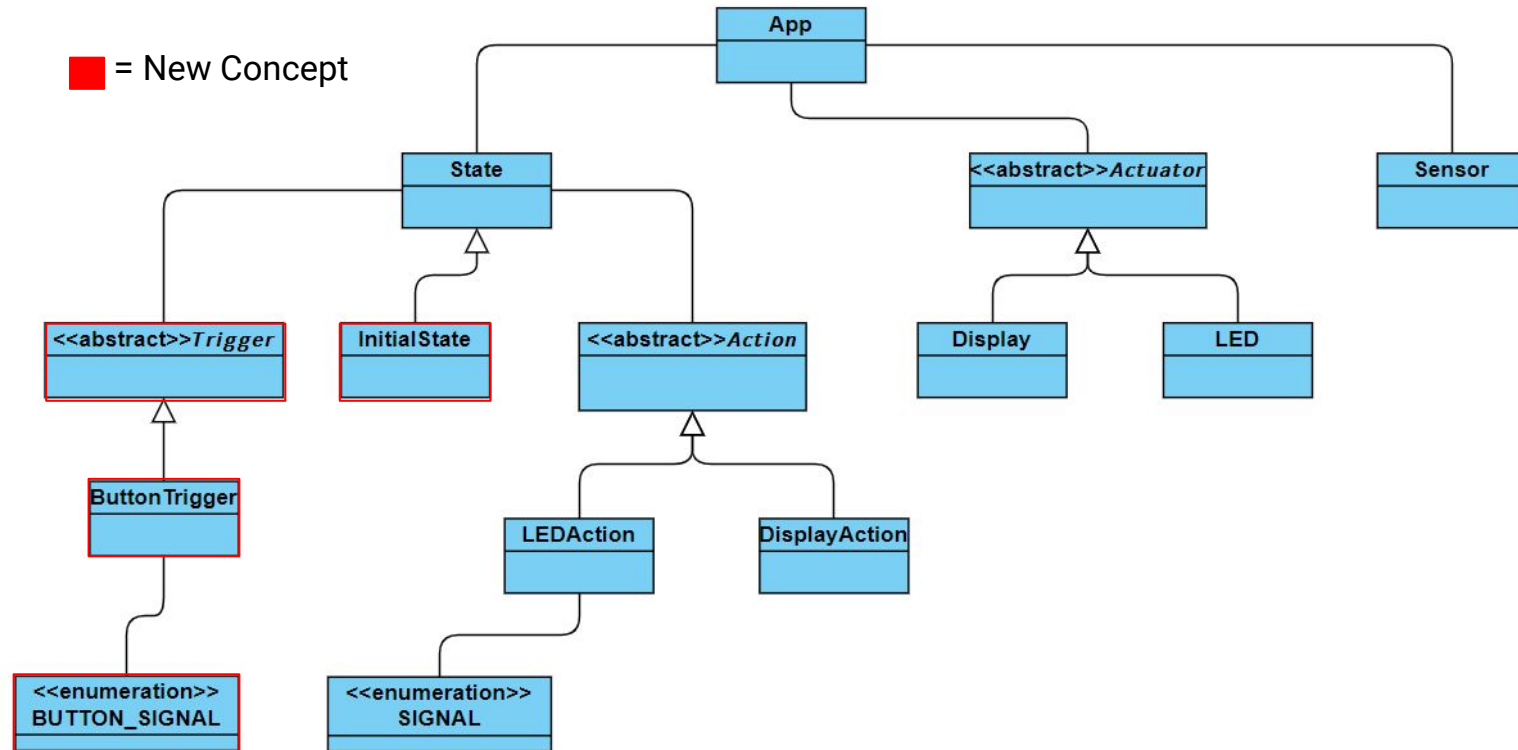 App
= New Concept
State
<<abstract>>Actuator
Sensor
<<abstract>>Trigger
InitialState
<<abstract>>Action
Display
LED
ButtonTrigger
LEDAction
DisplayAction
<<enumeration>>
BUTTON_SIGNAL
<<enumeration>>
SIGNAL